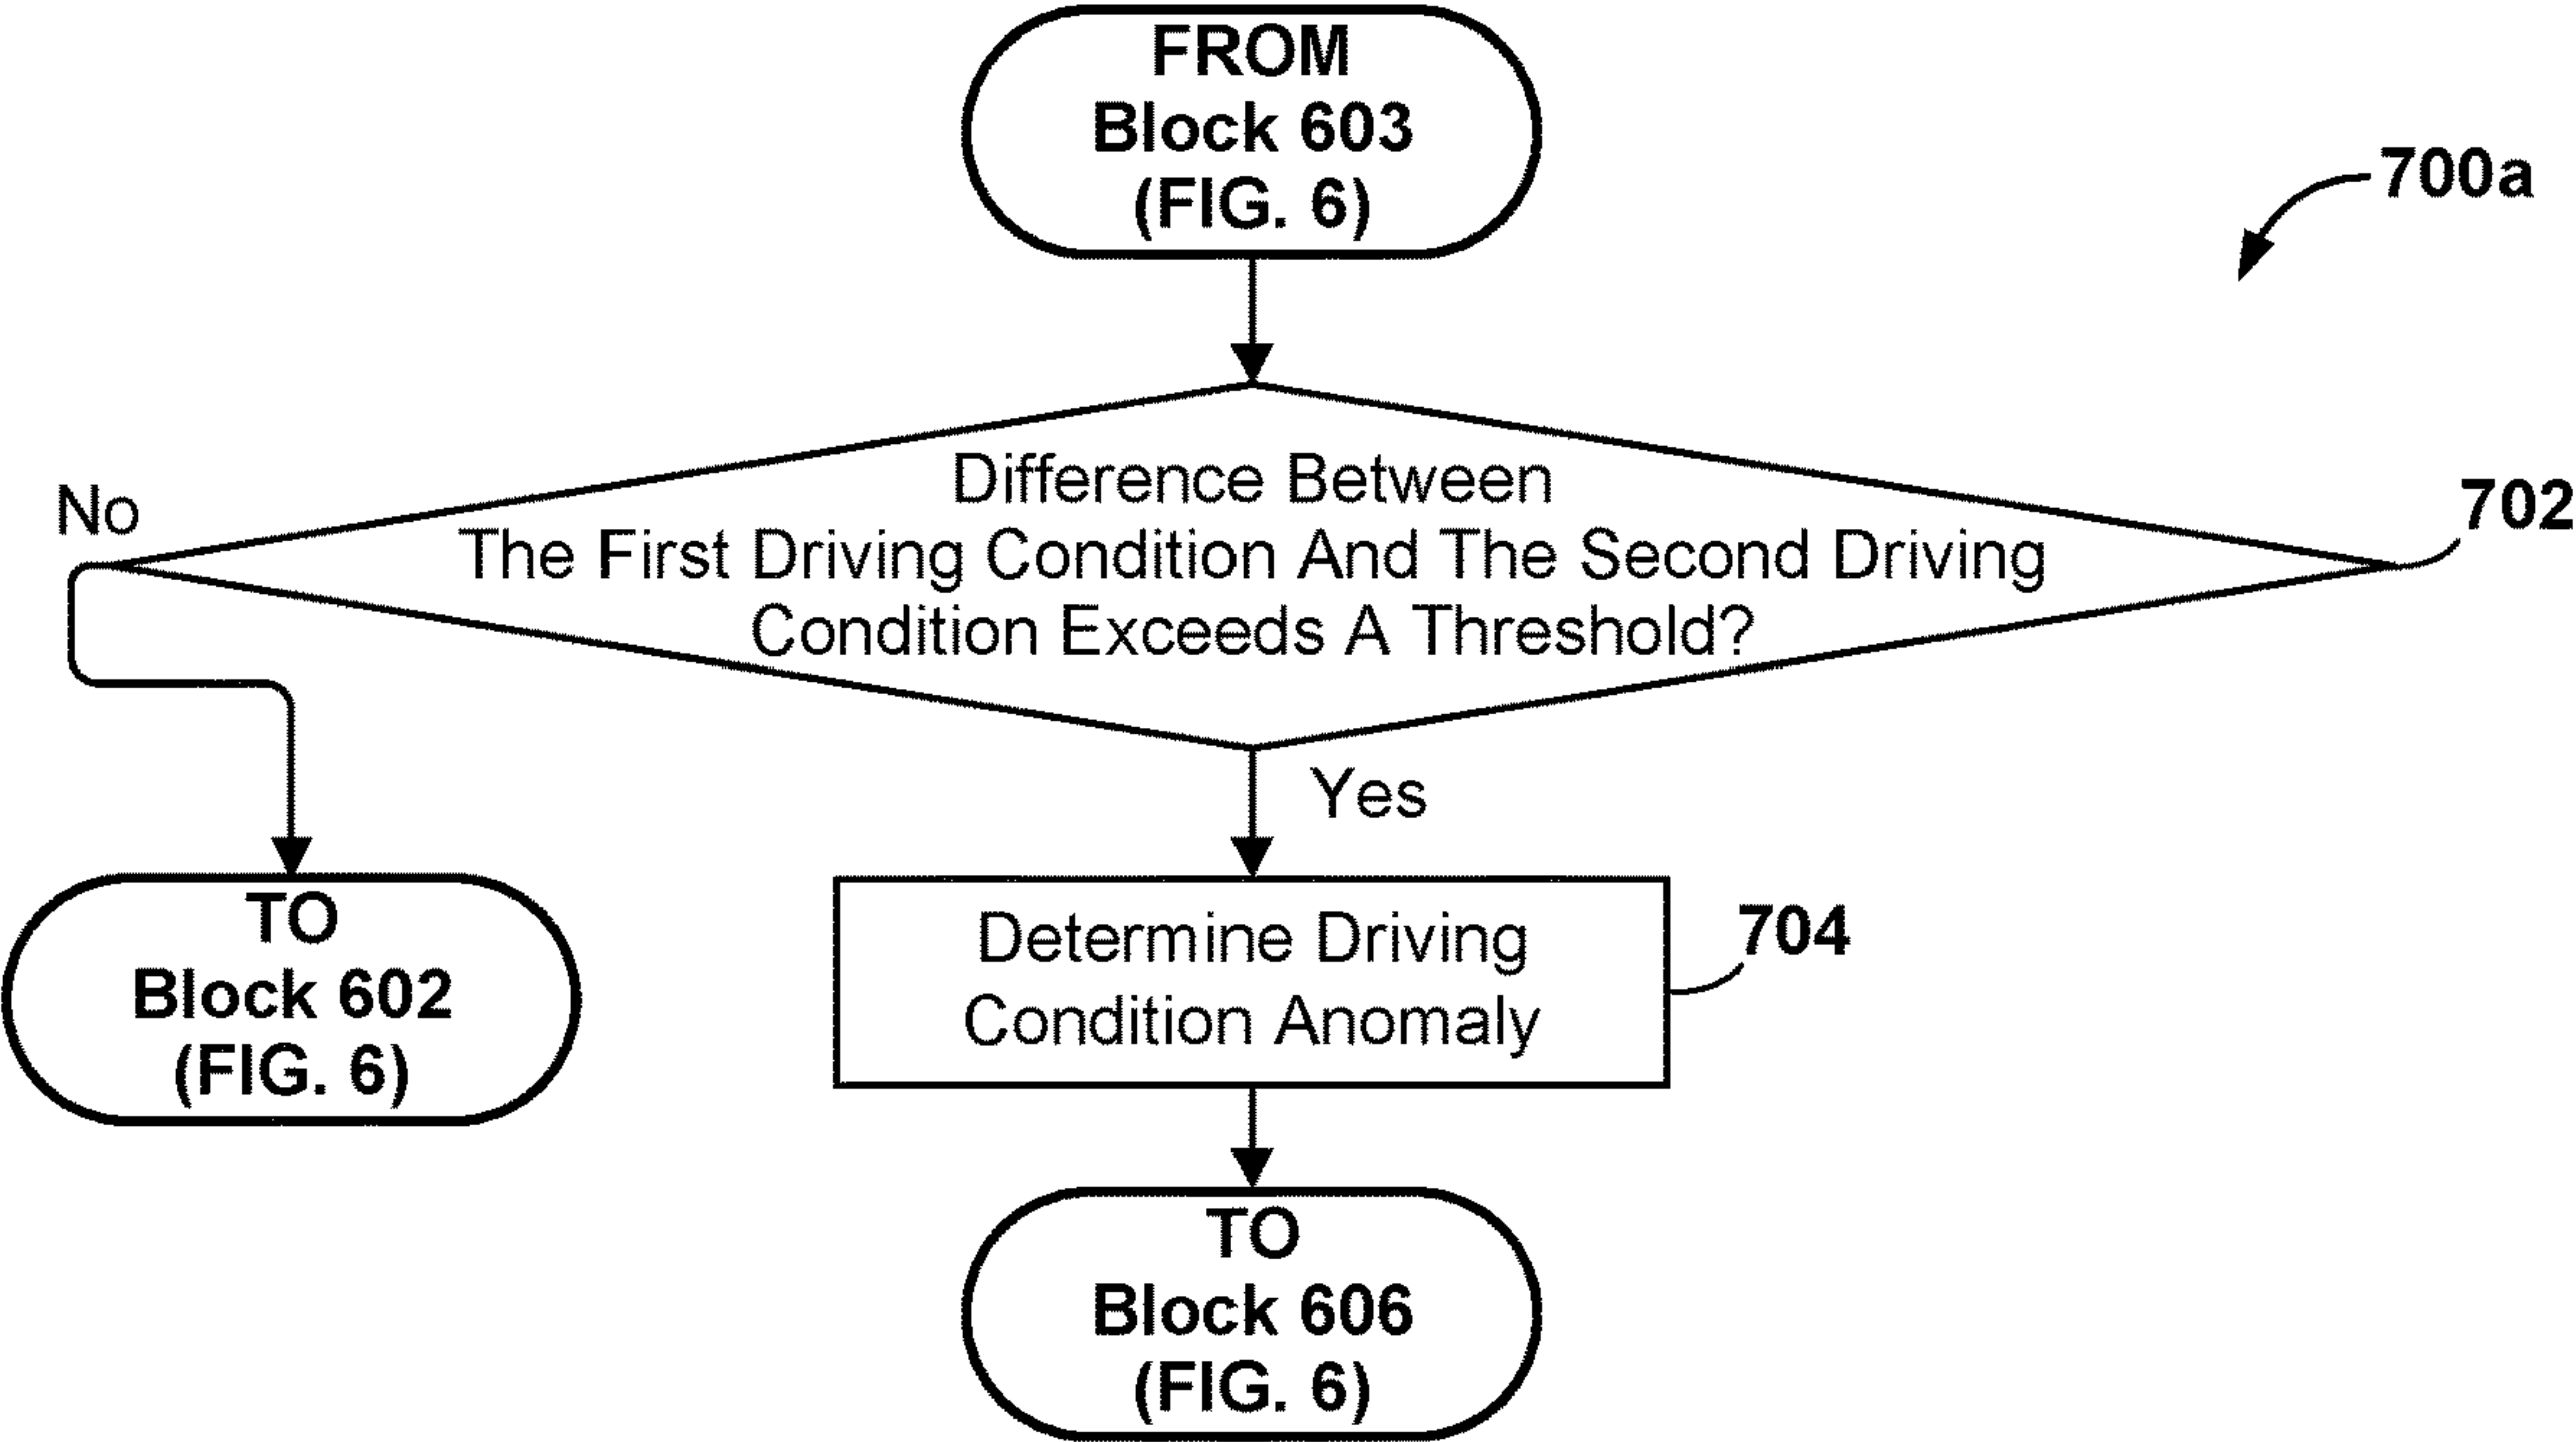 FROM
Block 603
(FIG. 6)
700a
Difference Between
The First Driving Condition And The Second Driving
Condition Exceeds A Threshold?
No
702
Yes
TO
Block 602
(FIG. 6)
Determine Driving
Condition Anomaly
704
TO
Block 606
(FIG. 6)